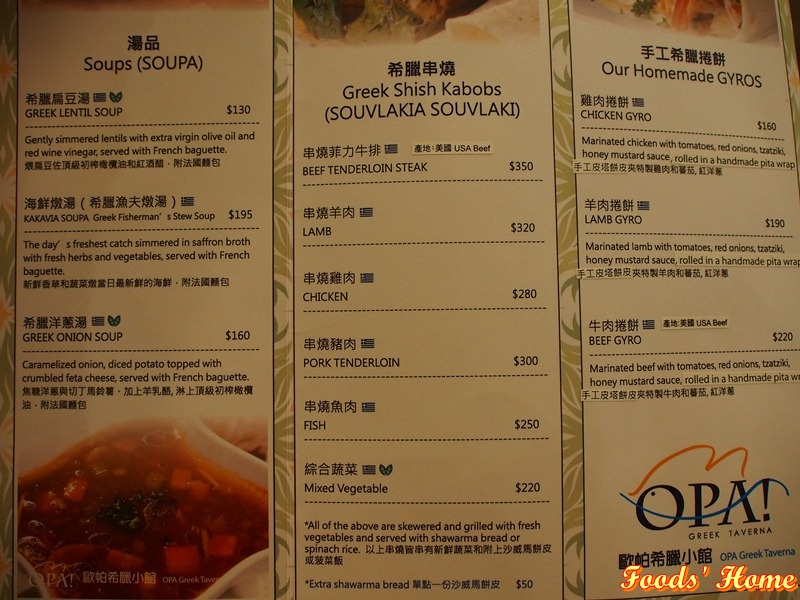 湯品
Soups (SOUPA)
希臘扁豆湯
GREEK LENTIL SOUP $130
Gently simmered lentils with extra virgin olive oil and
red wine vinegar, served with French baguette.
煨扁豆佐頂級初榨橄欖油和紅酒醋，附法國麵包
海鮮燉湯（希臘漁夫燉湯）
KAKAVIA SOUPA Greek Fisherman's Stew Soup $195
The day's freshest catch simmered in saffron broth
with fresh herbs and vegetables, served with French
baguette.
新鮮香草和蔬菜燉當日最新鮮的海鮮，附法國麵包
希臘洋蔥湯
GREEK ONION SOUP $160
Caramelized onion, diced potato topped with
crumbled feta cheese, served with French baguette.
焦糖洋蔥與切丁馬鈴薯、加上羊乳酪, 淋上頂級初榨橄欖
油，附法國麵包
OPA! 歐帕希臘小館 OPA Greek Taverna
希臘串燒
Greek Shish Kabobs
(SOUVLAKIA SOUVLAKI)
串燒菲力牛排 產地：美國 USA Beef
BEEF TENDERLOIN STEAK $350
串燒羊肉
LAMB $320
串燒雞肉
CHICKEN $280
串燒豬肉
PORK TENDERLOIN $300
串燒魚肉
FISH $250
綜合蔬菜
Mixed Vegetable $220
*All of the above are skewered and grilled with fresh
vegetables and served with shawarma bread or
spinach rice. 以上串燒皆串有新鮮蔬菜和附上沙威馬餅皮
或菠菜飯
*Extra shawarma bread 單點一份沙威馬餅皮 $50
手工希臘捲餅
Our Homemade GYROS
雞肉捲餅
CHICKEN GYRO $160
Marinated chicken with tomatoes, red onions, tzatziki,
honey mustard sauce, rolled in a handmade pita wrap
手工皮塔餅皮夾特製雞肉和蕃茄, 紅洋蔥
羊肉捲餅
LAMB GYRO $190
Marinated lamb with tomatoes, red onions, tzatziki,
honey mustard sauce, rolled in a handmade pita wrap
手工皮塔餅皮夾特製羊肉和蕃茄, 紅洋蔥
牛肉捲餅 產地:美國 USA Beef
BEEF GYRO $220
Marinated beef with tomatoes, red onions, tzatziki,
honey mustard sauce, rolled in a handmade pita wrap
手工皮塔餅皮夾特製牛肉和蕃茄, 紅洋蔥
OPA!
GREEK TAVERNA
歐帕希臘小館 OPA Greek Taverna
Foods' Home